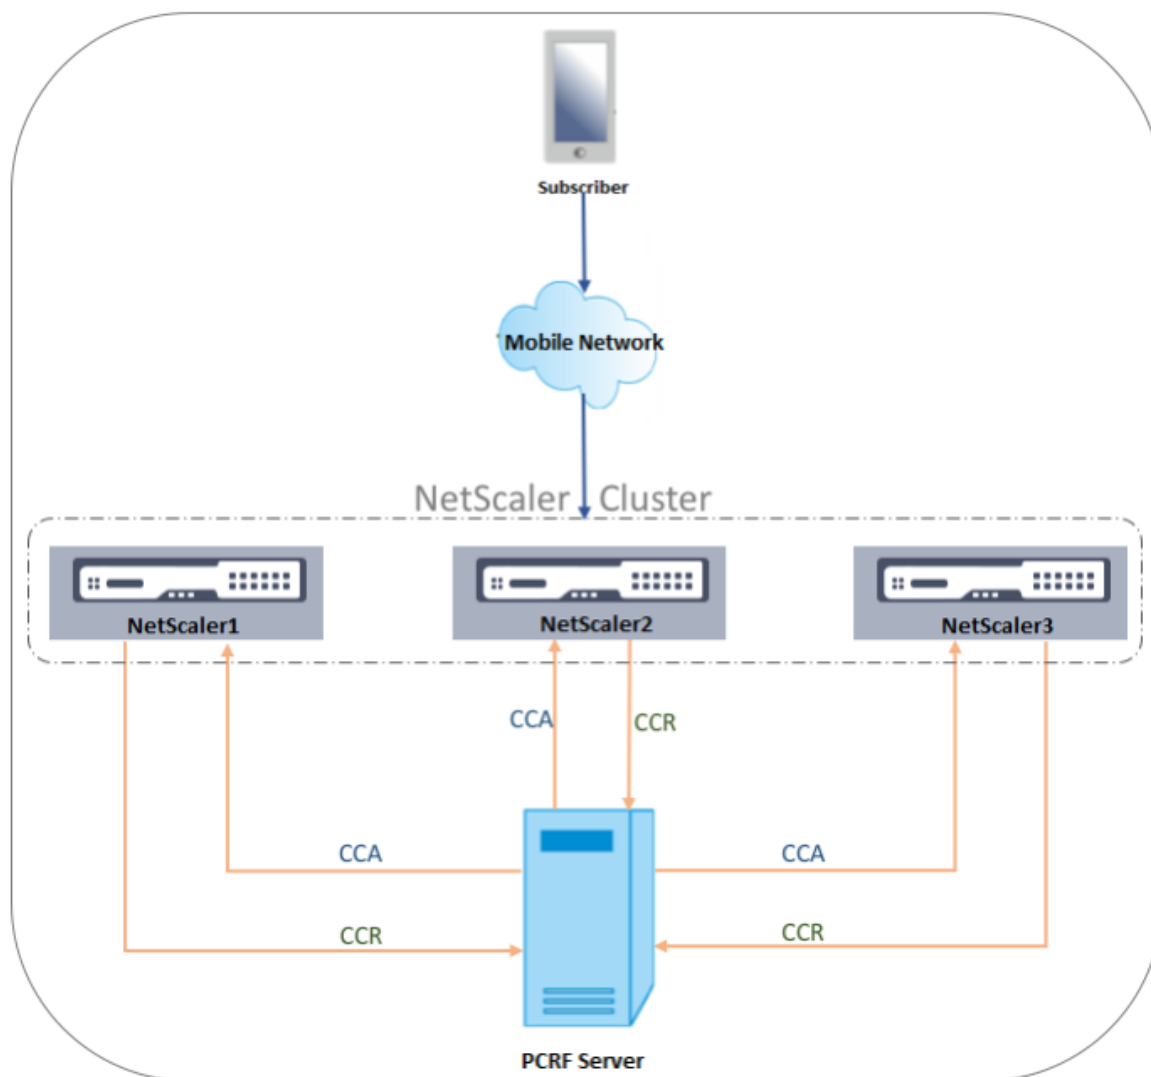 Subscriber
Mobile Network
NetScaler Cluster
NetScaler1
NetScaler2
NetScaler3
CCA
CCR
CCA
CCA
CCR
CCR
PCRF Server